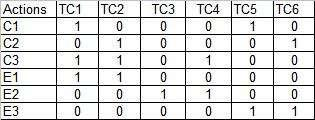 Actions TC1 TC2 TC3 TC4 TC5 TC6
C1 1 0 0 0 1 0
C2 0 1 0 0 0 1
C3 1 1 0 1 0 0
E1 1 1 0 0 0 0
E2 0 0 1 1 0 0
E3 0 0 0 0 1 1